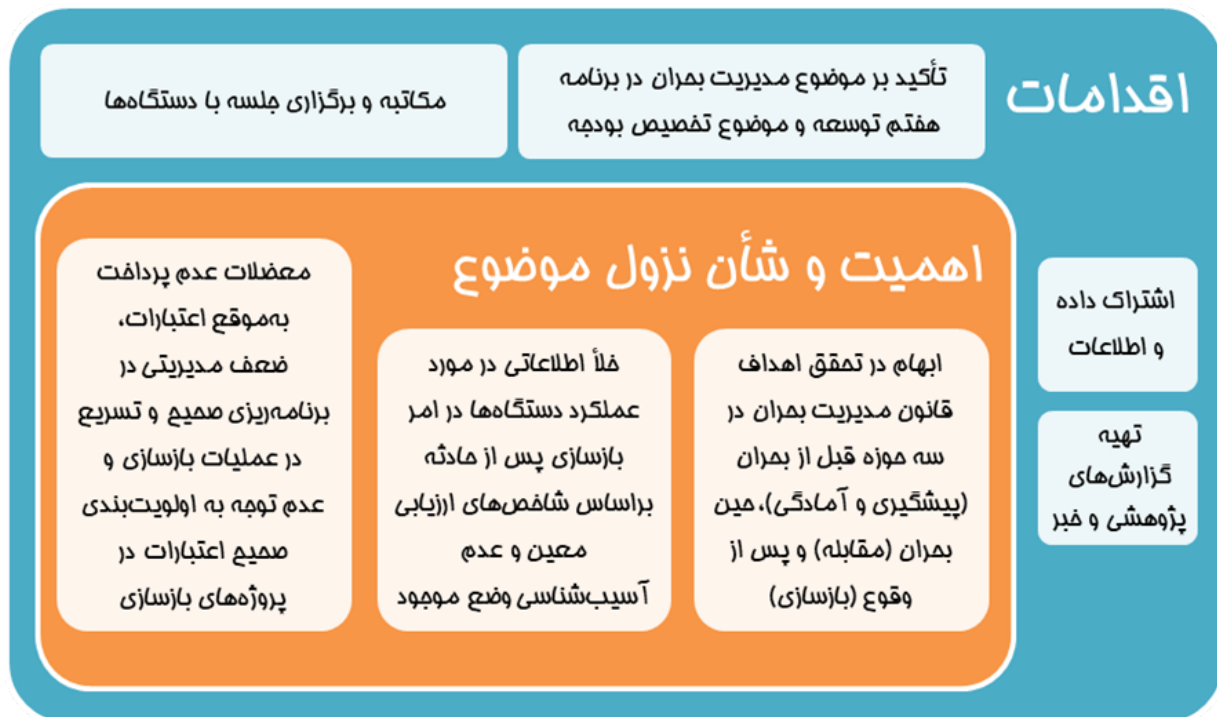 اقدامات
تأکید بر موضوع مدیریت بحران در برنامه
هفتم توسعه و موضوع تخصیص بودجه
مکاتبه و برگزاری جلسه با دستگاه‌ها
اشتراک داده
و اطلاعات
تهیه
گزارش‌های
پژوهشی و خبر
اهمیت و شأن نزول موضوع
ابهام در تحقق اهداف
قانون مدیریت بحران در
سه حوزه قبل از بحران
(پیشگیری و آمادگی)، حین
بحران (مقابله) و پس از
وقوع (بازسازی)
خلأ اطلاعاتی در مورد
عملکرد دستگاه‌ها در امر
بازسازی پس از حادثه
براساس شاخص‌های ارزیابی
معین و عدم
آسیب‌شناسی وضع موجود
معضلات عدم پرداخت
به‌موقع اعتبارات،
ضعف مدیریتی در
برنامه‌ریزی صحیح و تسریع
در عملیات بازسازی و
عدم توجه به اولویت‌بندی
صحیح اعتبارات در
پروژه‌های بازسازی